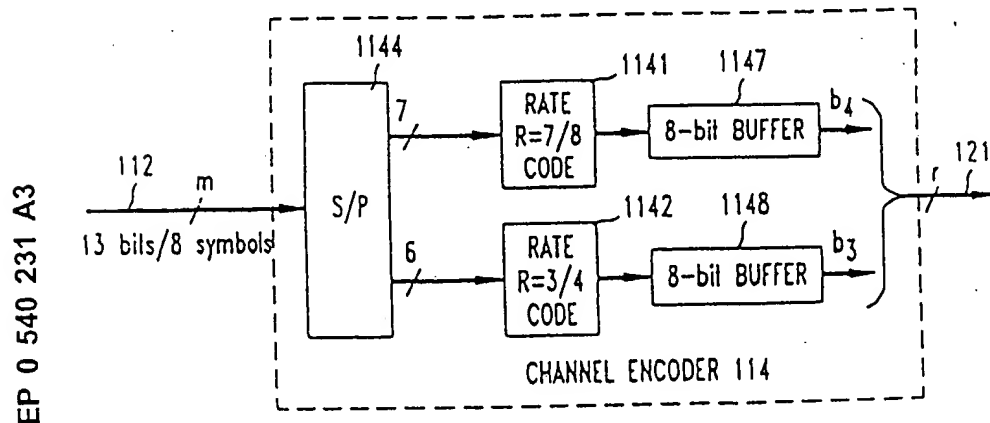 EP 0 540 231 A3
1144
1141
1147
7
RATE
R=7/8
CODE
8-bit BUFFER
b4
112
m
S/P
r
121
13 bils/8 symbols
1142
1148
6
RATE
R=3/4
CODE
8-bit BUFFER
b3
CHANNEL ENCODER 114